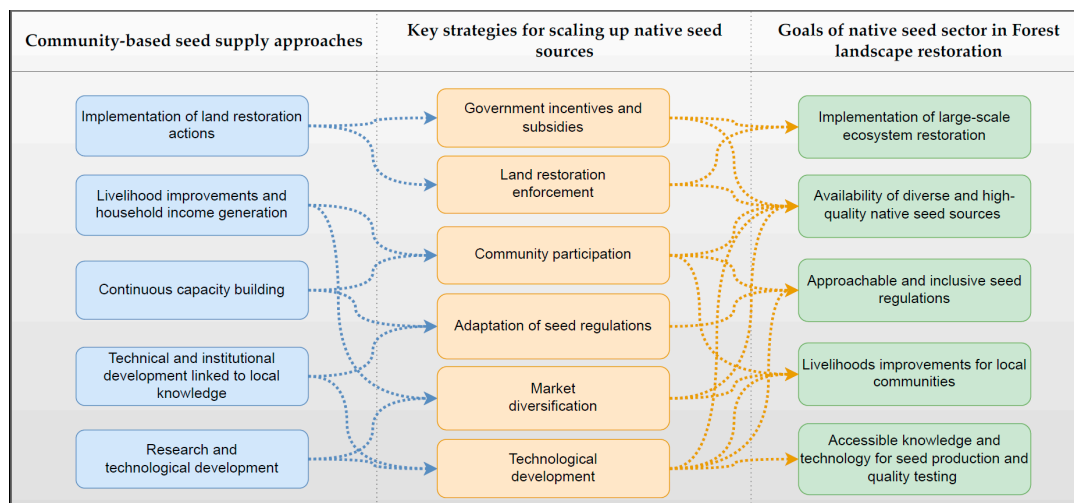 Community-based seed supply approaches
Key strategies for scaling up native seed
sources
Goals of native seed sector in Forest
landscape restoration
Implementation of land restoration
actions
Livelihood improvements and
household income generation
Continuous capacity building
Technical and institutional
development linked to local
knowledge
Research and
technological development
Government incentives and
subsidies
Land restoration
enforcement
Community participation
Adaptation of seed regulations
Market
diversification
Technological
development
Implementation of large-scale
ecosystem restoration
Availability of diverse and high-
quality native seed sources
Approachable and inclusive seed
regulations
Livelihoods improvements for local
communities
Accessible knowledge and
technology for seed production and
quality testing